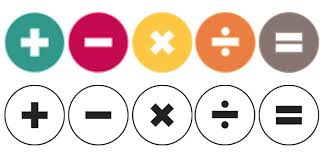 + − × ÷ =
+ − × ÷ =